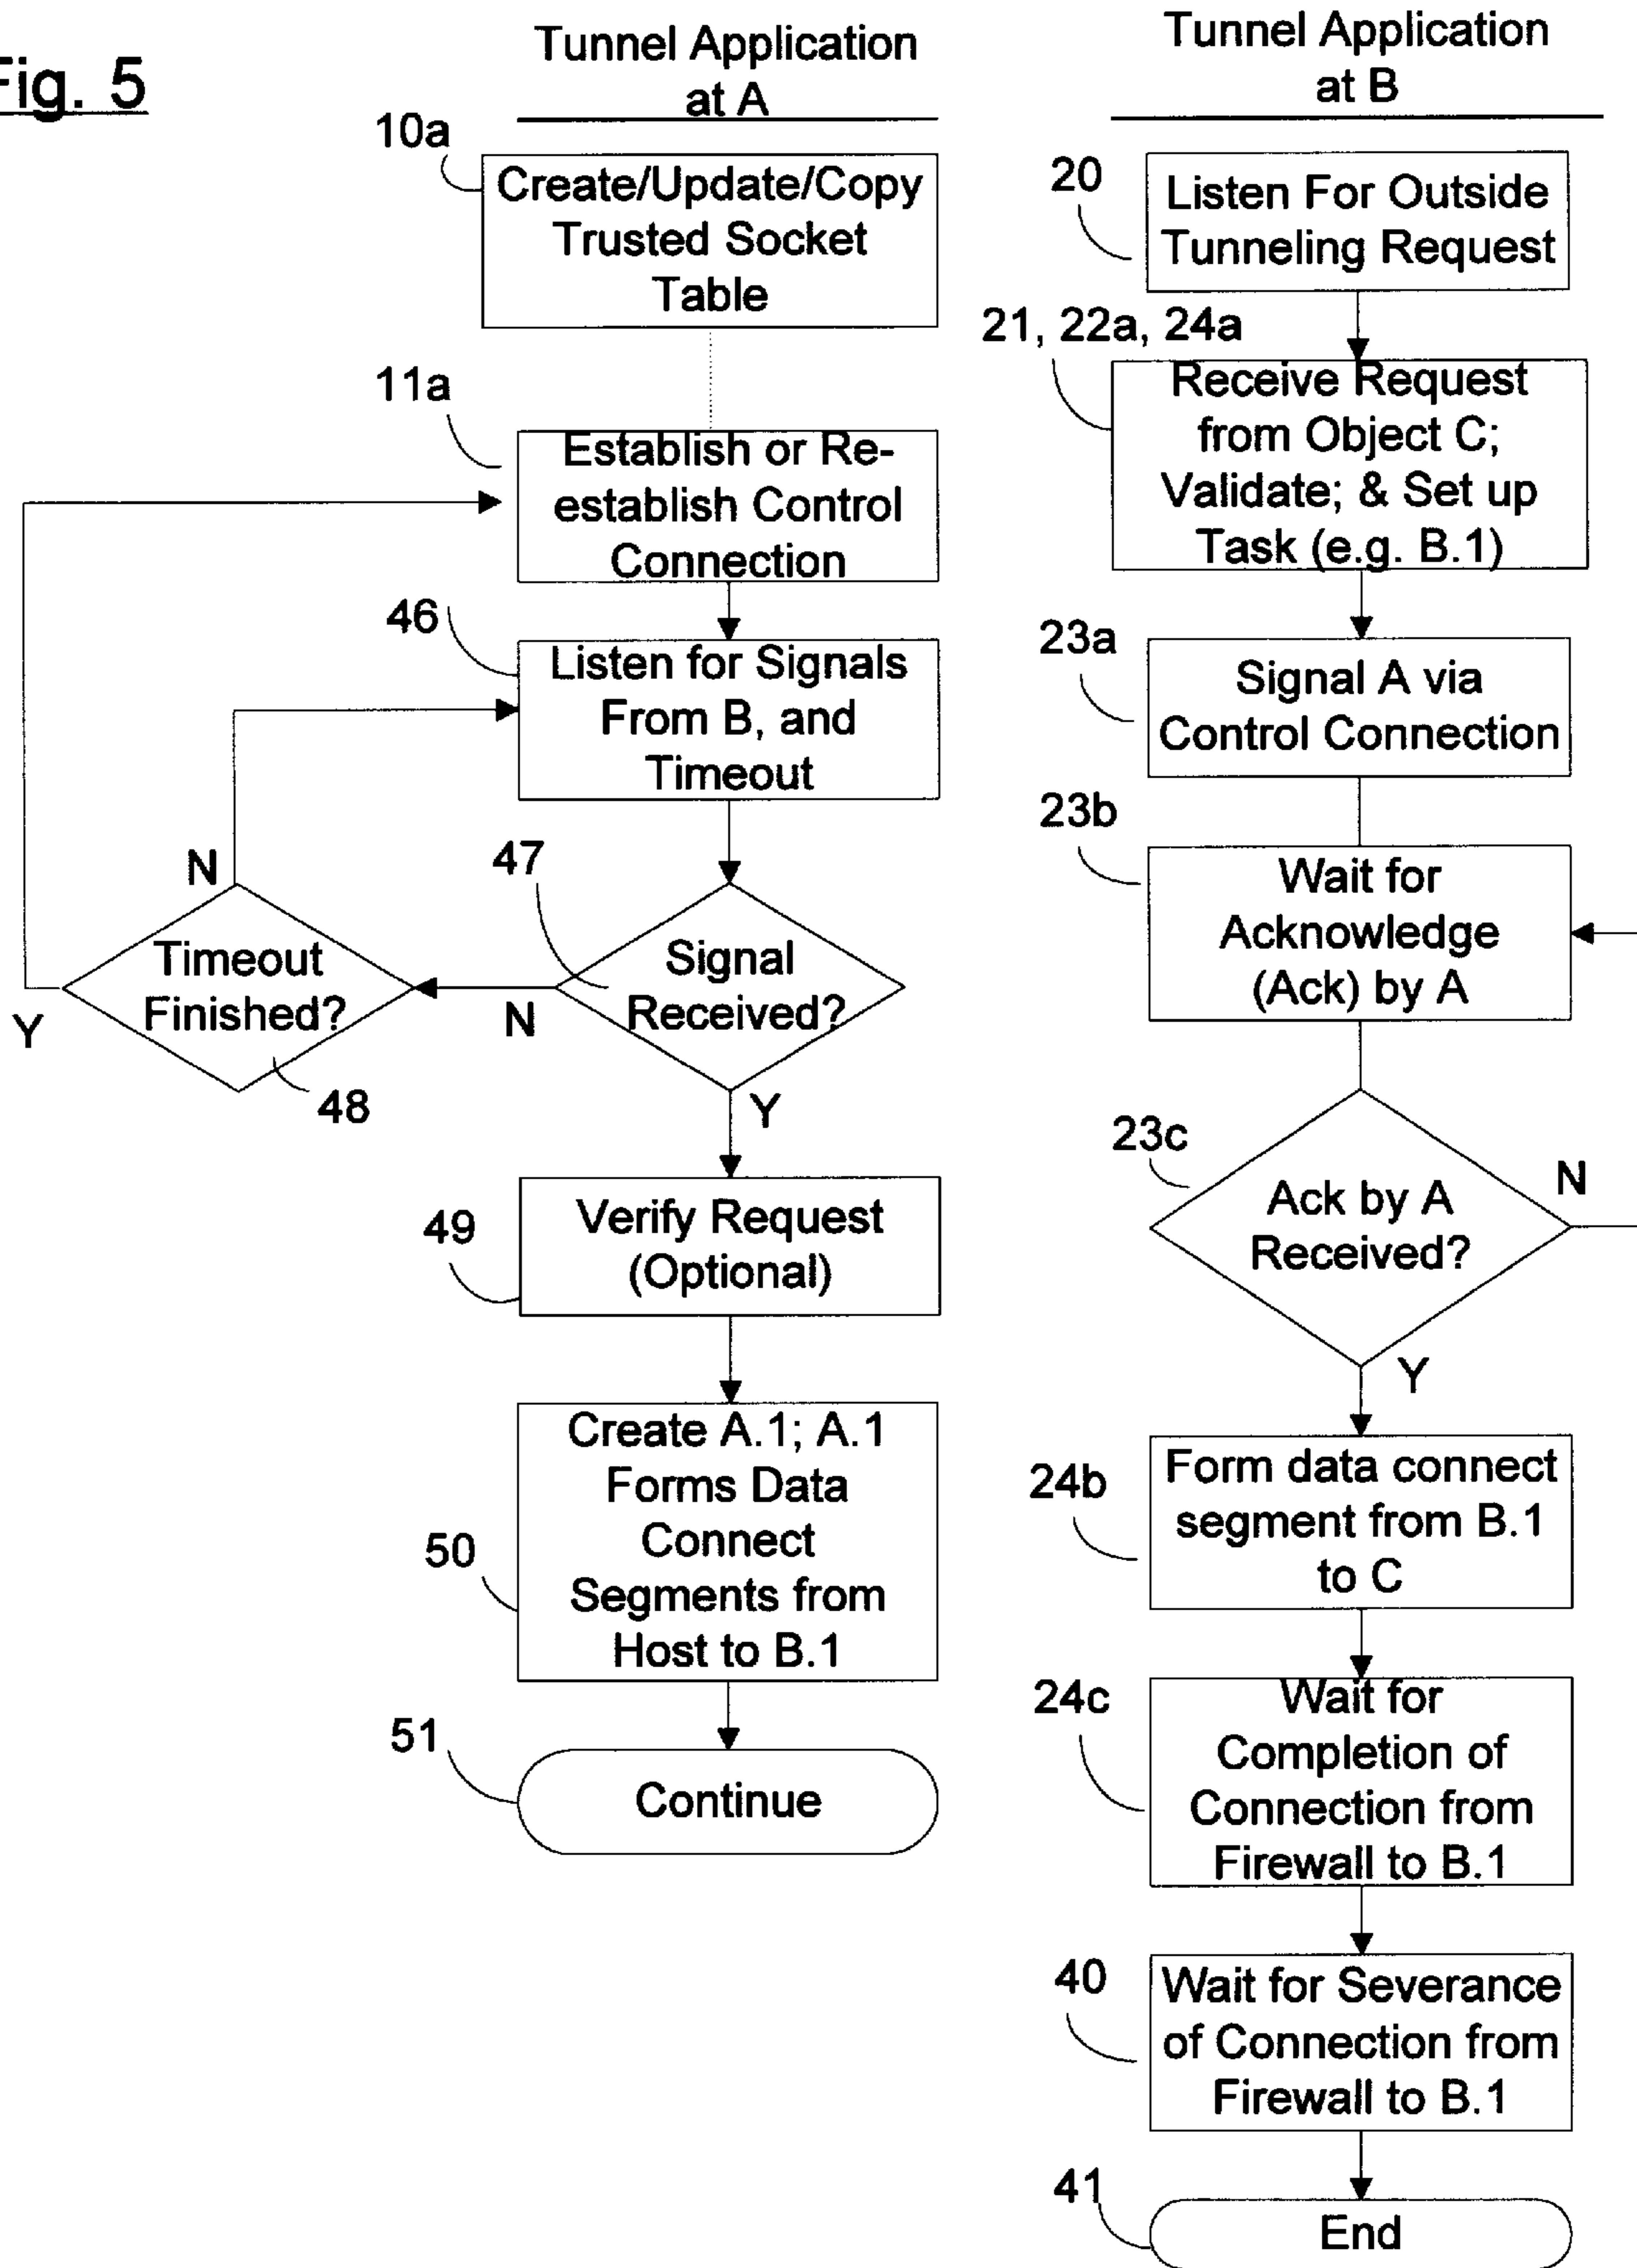 Fig. 5
Tunnel Application
at A
10a
Create/Update/Copy
Trusted Socket
Table
11a
Establish or Re-
establish Control
Connection
46
Listen for Signals
From B, and
Timeout
N
47
Timeout
Finished?
Signal
Received?
Y
N
48
Y
49
Verify Request
(Optional)
50
Create A.1; A.1
Forms Data
Connect
Segments from
Host to B.1
51
Continue
Tunnel Application
at B
20
Listen For Outside
Tunneling Request
21, 22a, 24a
Receive Request
from Object C;
Validate; & Set up
Task (e.g. B.1)
23a
Signal A via
Control Connection
23b
Wait for
Acknowledge
(Ack) by A
23c
Ack by A
Received?
N
Y
24b
Form data connect
segment from B.1
to C
24c
Wait for
Completion of
Connection from
Firewall to B.1
40
Wait for Severance
of Connection from
Firewall to B.1
41
End